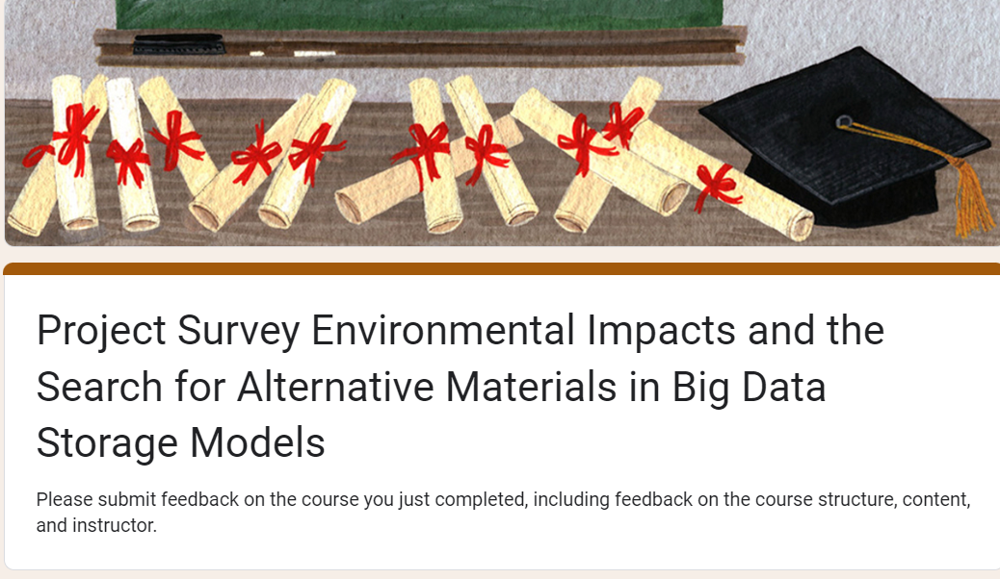 Project Survey Environmental Impacts and the
Search for Alternative Materials in Big Data
Storage Models
Please submit feedback on the course you just completed, including feedback on the course structure, content,
and instructor.